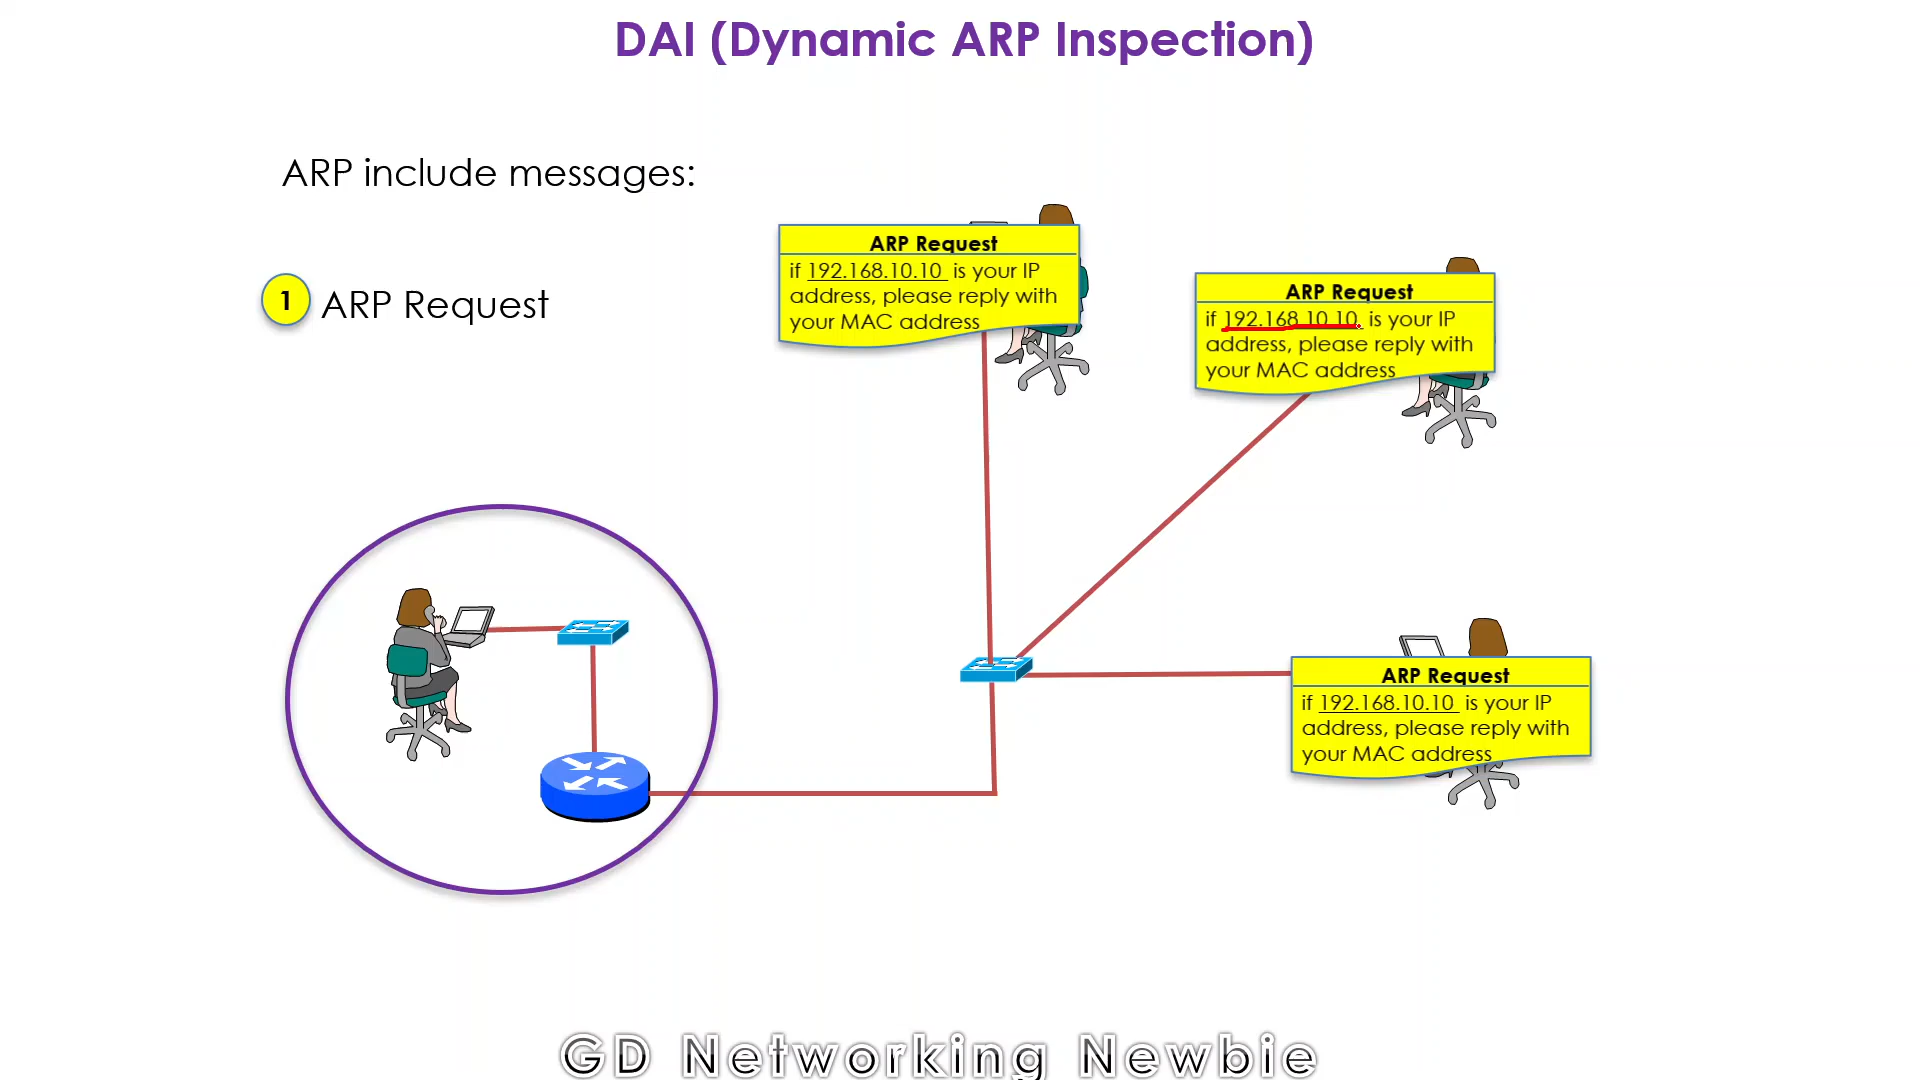 DAI (Dynamic ARP Inspection)
ARP include messages:
1 ARP Request
ARP Request
if 192.168.10.10 is your IP
address, please reply with
your MAC address
ARP Request
if 192.168.10.10 is your IP
address, please reply with
your MAC address
ARP Request
if 192.168.10.10 is your IP
address, please reply with
your MAC address
GD Networking Newbie